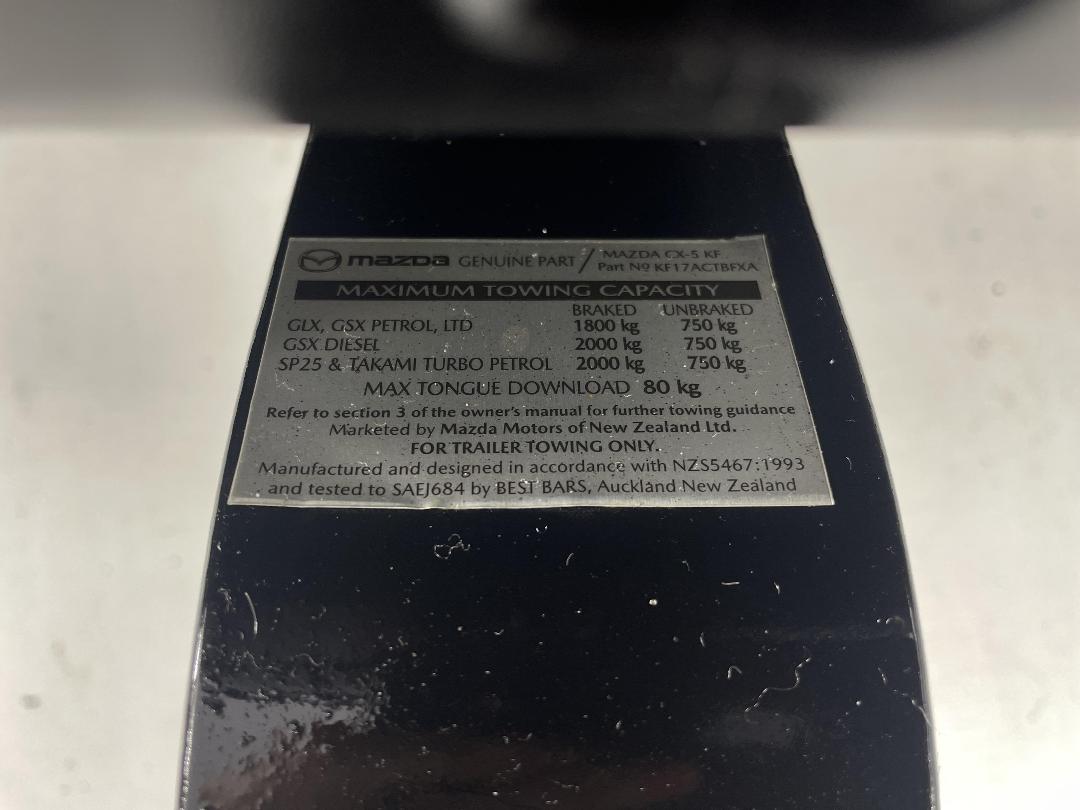 mazda GENUINE PART / MAZDA CX-5 KF
Part No KF17ACTBFXA
MAXIMUM TOWING CAPACITY
BRAKED UNBRAKED
GLX, GSX PETROL, LTD 1800 kg 750 kg
GSX DIESEL 2000 kg 750 kg
SP25 & TAKAMI TURBO PETROL 2000 kg 750 kg
MAX TONGUE DOWNLOAD 80 kg
Refer to section 3 of the owner's manual for further towing guidance
Marketed by Mazda Motors of New Zealand Ltd.
FOR TRAILER TOWING ONLY.
Manufactured and designed in accordance with NZS5467:1993
and tested to SAEJ684 by BEST BARS, Auckland New Zealand